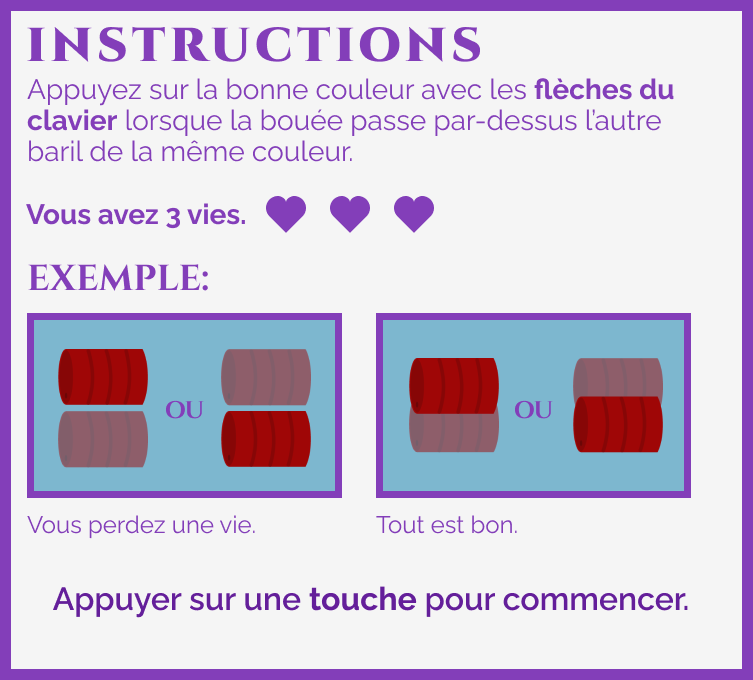 INSTRUCTIONS
Appuyez sur la bonne couleur avec les flèches du
clavier lorsque la bouée passe par-dessus l'autre
baril de la même couleur.
Vous avez 3 vies.
EXEMPLE:
OU
OU
Vous perdez une vie.
Tout est bon.
Appuyer sur une touche pour commencer.